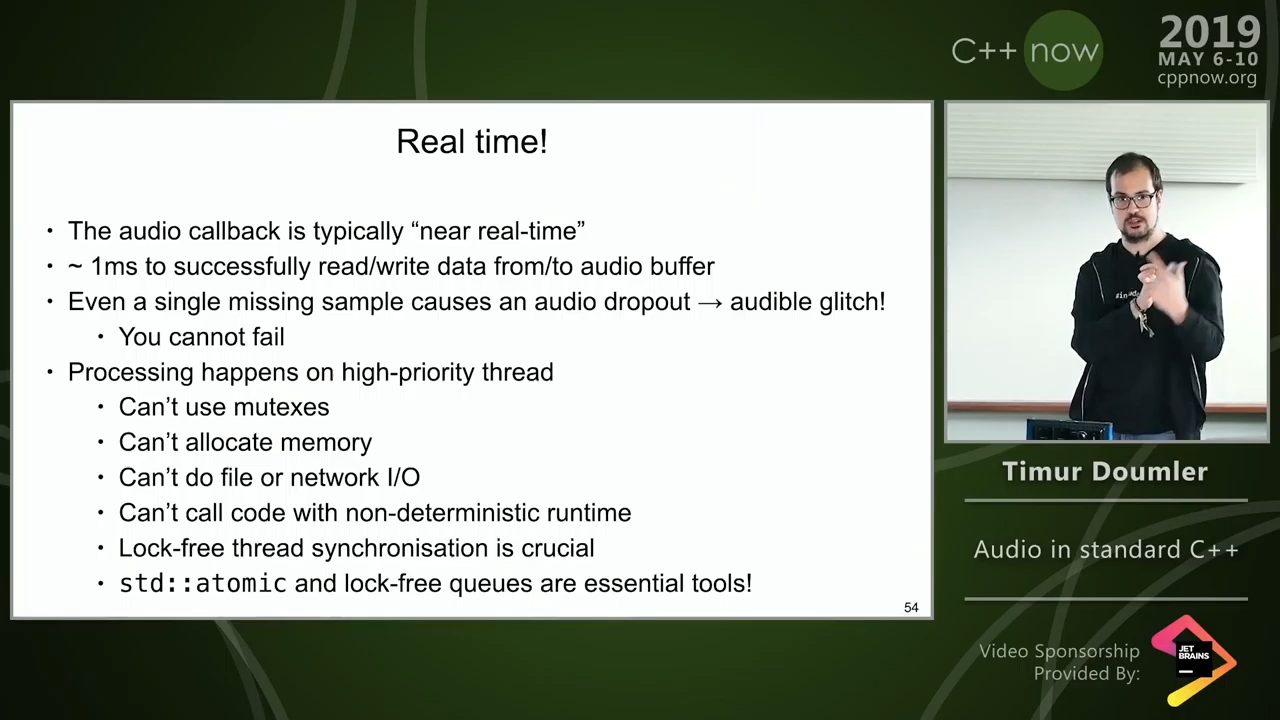 C++ now
2019
MAY 6-10
cppnow.org
Real time!
• The audio callback is typically “near real-time”
• ~ 1ms to successfully read/write data from/to audio buffer
• Even a single missing sample causes an audio dropout → audible glitch!
• You cannot fail
• Processing happens on high-priority thread
• Can’t use mutexes
• Can’t allocate memory
• Can’t do file or network I/O
• Can’t call code with non-deterministic runtime
• Lock-free thread synchronisation is crucial
• std::atomic and lock-free queues are essential tools!
54
Timur Doumler
Audio in standard C++
Video Sponsorship
Provided By:
JET
BRAINS